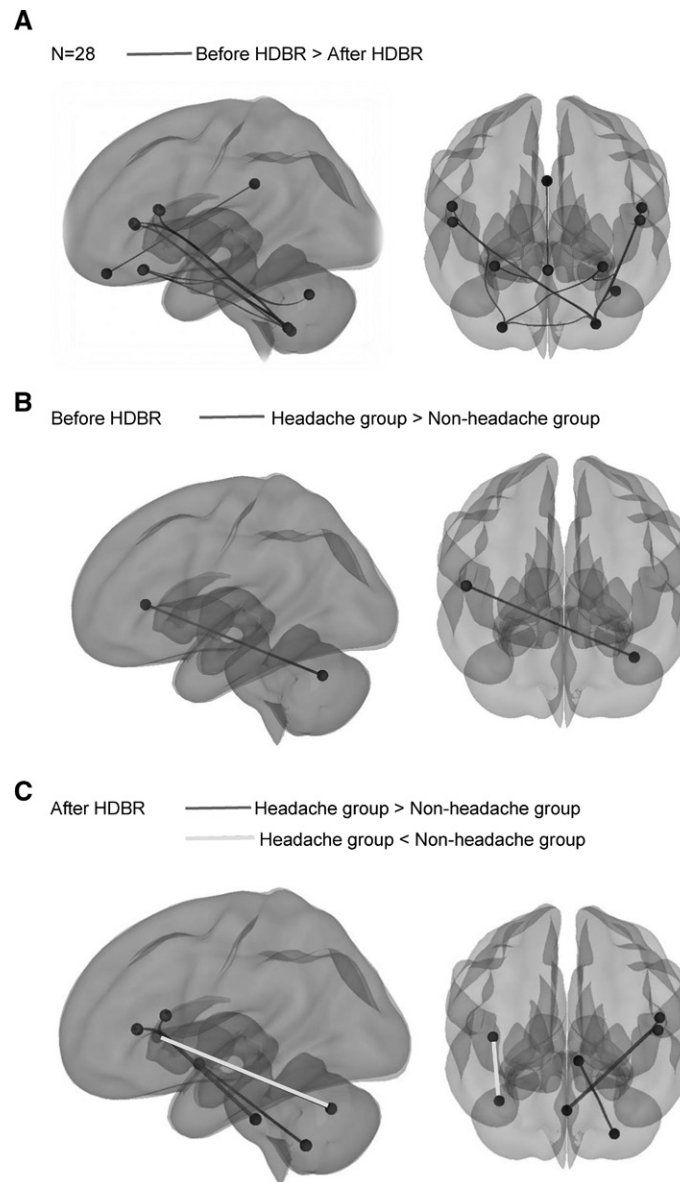 A
N=28 Before HDBR > After HDBR
B
Before HDBR Headache group > Non-headache group
C
After HDBR Headache group > Non-headache group
Headache group < Non-headache group